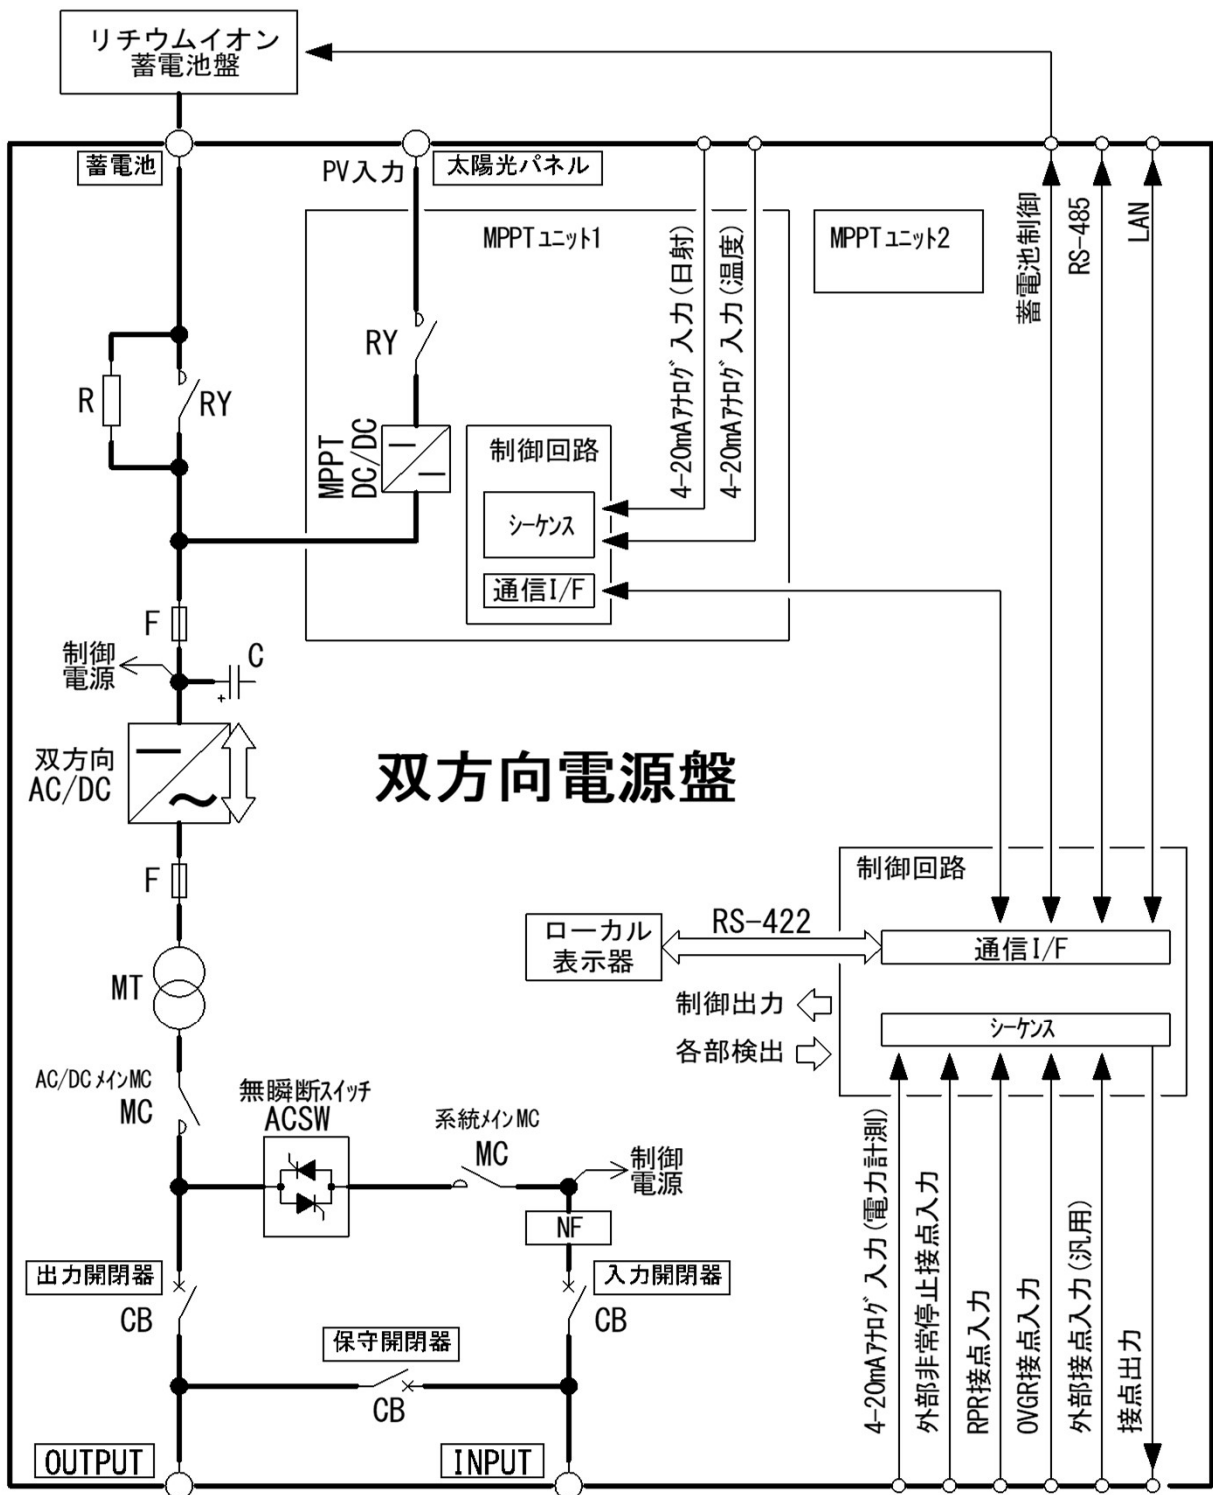 リチウムイオン
蓄電池盤
蓄電池
PV入力
太陽光パネル
MPPTユニット1
MPPTユニット2
4-20mAアナログ入力(日射)
4-20mAアナログ入力(温度)
蓄電池制御
RS-485
LAN
R
RY
RY
MPPT
DC/DC
制御回路
シーケンス
通信I/F
F
制御
電源
C
+
双方向
AC/DC
双方向電源盤
F
MT
制御回路
ローカル
表示器
RS-422
通信I/F
制御出力
各部検出
シーケンス
AC/DCメインMC
MC
無瞬断スイッチ
ACSW
系統メインMC
MC
制御
電源
NF
出力開閉器
CB
入力開閉器
CB
保守開閉器
CB
4-20mAアナログ入力(電力計測)
外部非常停止接点入力
RPR接点入力
OVGR接点入力
外部接点入力(汎用)
接点出力
OUTPUT
INPUT